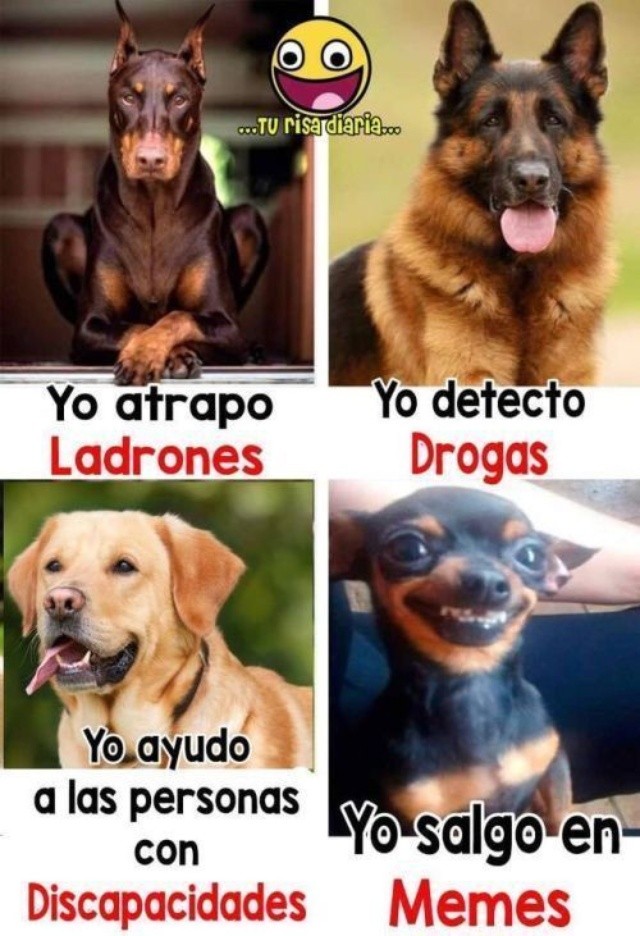 ...TU risa diaria...
Yo atrapo
Ladrones
Yo detecto
Drogas
Yo ayudo
a las personas
con
Discapacidades
Yo salgo en
Memes